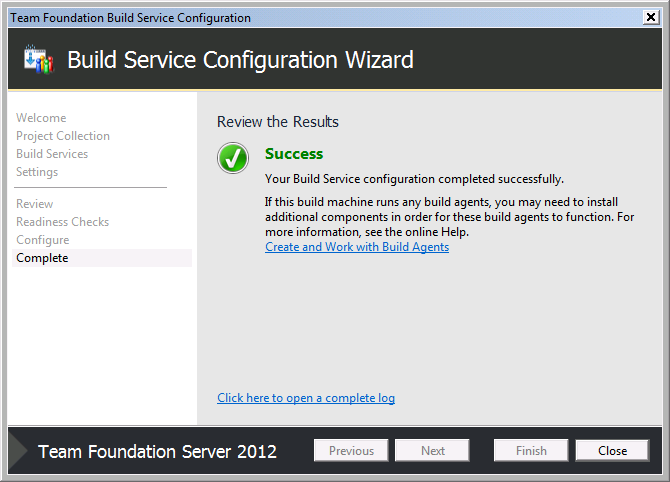 Team Foundation Build Service Configuration
Build Service Configuration Wizard
Welcome
Project Collection
Build Services
Settings
Review
Readiness Checks
Configure
Complete
Review the Results
Success
Your Build Service configuration completed successfully.
If this build machine runs any build agents, you may need to install
additional components in order for these build agents to function. For
more information, see the online Help.
Create and Work with Build Agents
Click here to open a complete log
Team Foundation Server 2012
Previous
Next
Finish
Close